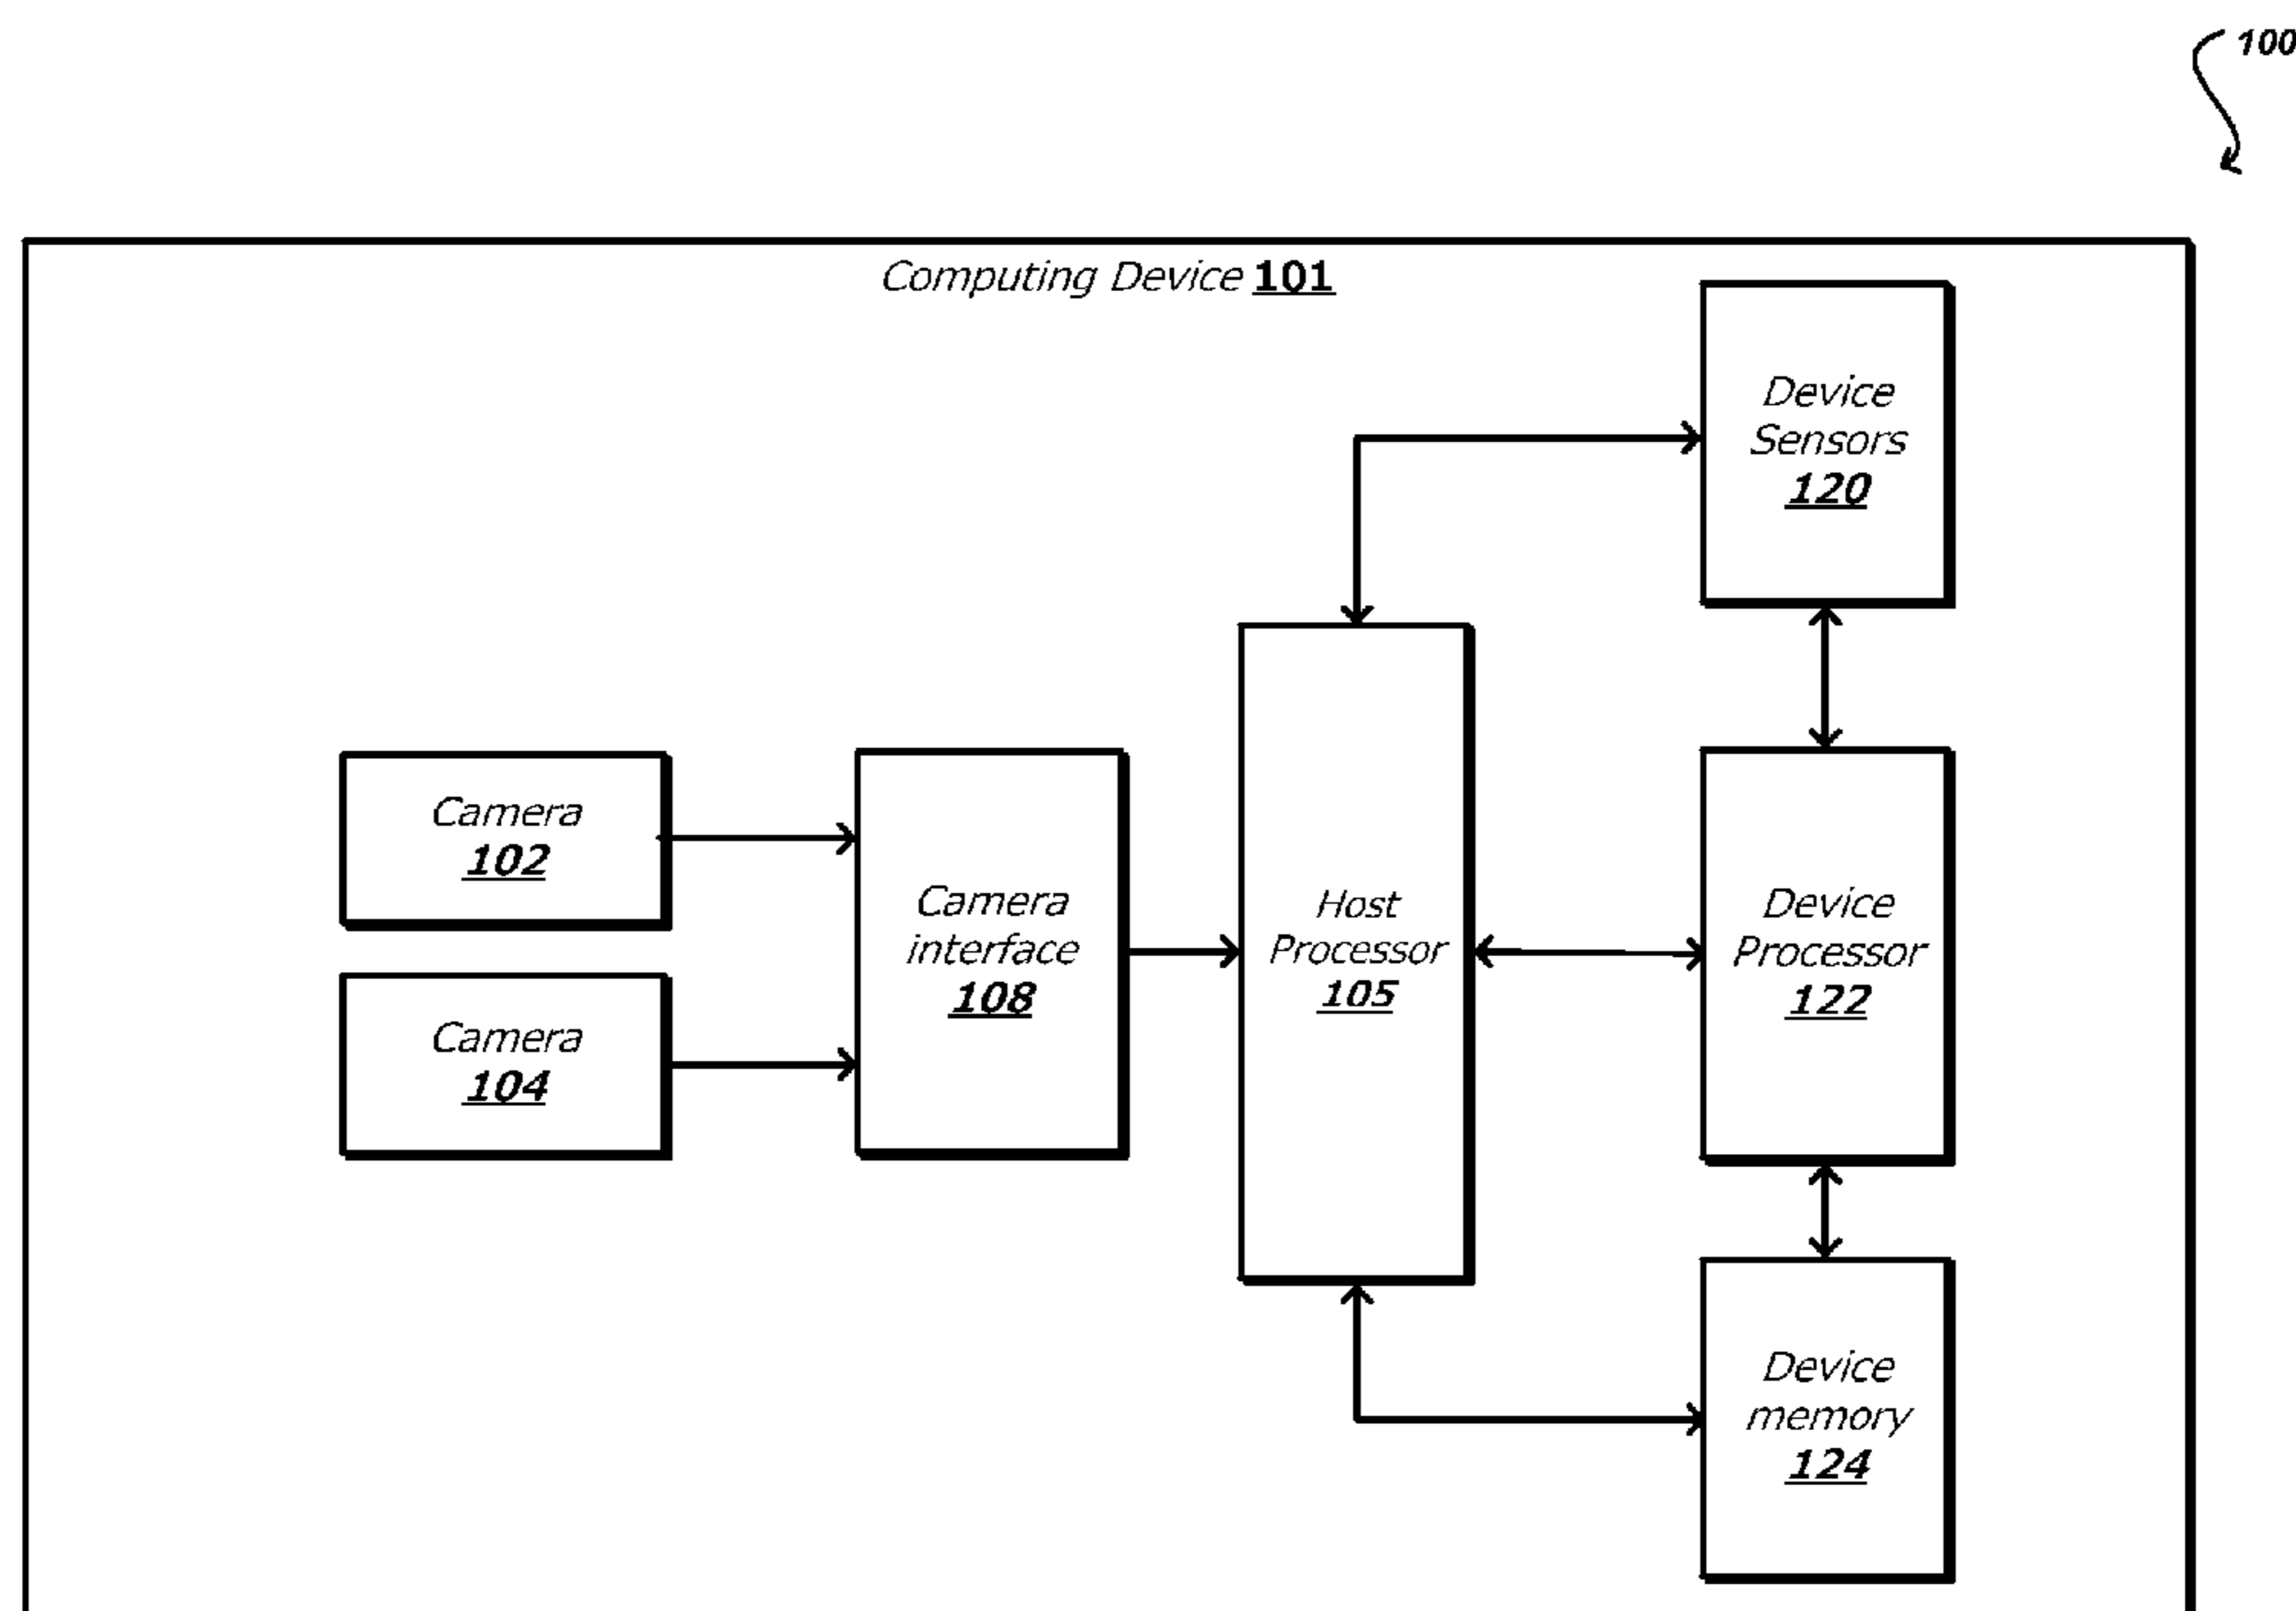 100
Computing Device 101
Device
Sensors
120
Camera
102
Camera
104
Camera
interface
108
Host
Processor
105
Device
Processor
122
Device
memory
124